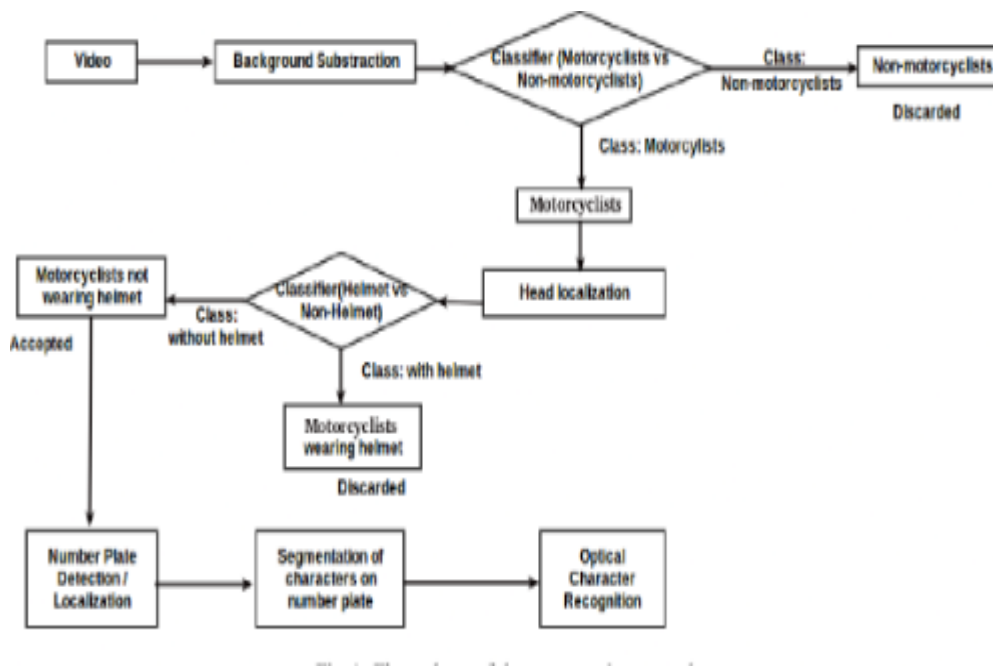 Video
Background Substraction
Classifier (Motorcyclists vs
Non-motorcyclists)
Class:
Non-motorcyclists
Non-motorcyclists
Discarded
Class: Motorcylists
Motorcyclists
Head localization
Classifier(Helmet vs
Non-Helmet)
Class:
without helmet
Motorcyclists not
wearing helmet
Accepted
Class: with helmet
Motorcyclists
wearing helmet
Discarded
Number Plate
Detection /
Localization
Segmentation of
characters on
number plate
Optical
Character
Recognition